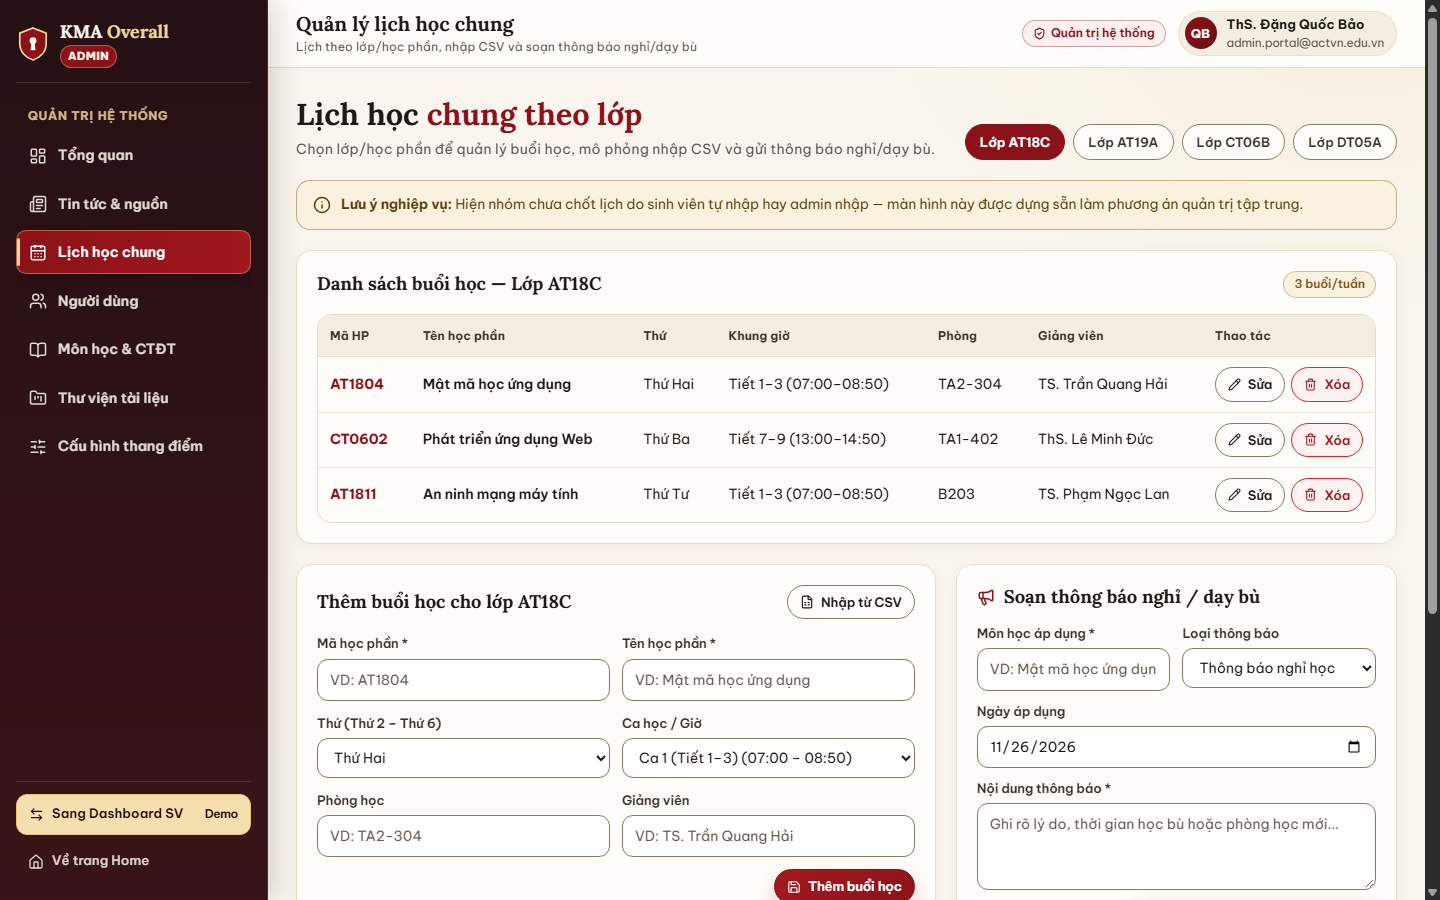 KMA Overall
ADMIN
QUẢN TRỊ HỆ THỐNG
Tổng quan
Tin tức & nguồn
Lịch học chung
Người dùng
Môn học & CTĐT
Thư viện tài liệu
Cấu hình thang điểm
Sang Dashboard SV Demo
Về trang Home
Quản lý lịch học chung
Lịch theo lớp/học phần, nhập CSV và soạn thông báo nghỉ/dạy bù
Quản trị hệ thống
QB
ThS. Đặng Quốc Bảo
admin.portal@actvn.edu.vn
Lịch học chung theo lớp
Chọn lớp/học phần để quản lý buổi học, mô phỏng nhập CSV và gửi thông báo nghỉ/dạy bù.
Lớp AT18C Lớp AT19A Lớp CT06B Lớp DT05A
Lưu ý nghiệp vụ: Hiện nhóm chưa chốt lịch do sinh viên tự nhập hay admin nhập — màn hình này được dựng sẵn làm phương án quản trị tập trung.
Danh sách buổi học — Lớp AT18C
3 buổi/tuần
Mã HP Tên học phần Thứ Khung giờ Phòng Giảng viên Thao tác
AT1804 Mật mã học ứng dụng Thứ Hai Tiết 1–3 (07:00–08:50) TA2-304 TS. Trần Quang Hải Sửa Xóa
CT0602 Phát triển ứng dụng Web Thứ Ba Tiết 7–9 (13:00–14:50) TA1-402 ThS. Lê Minh Đức Sửa Xóa
AT1811 An ninh mạng máy tính Thứ Tư Tiết 1–3 (07:00–08:50) B203 TS. Phạm Ngọc Lan Sửa Xóa
Thêm buổi học cho lớp AT18C
Nhập từ CSV
Mã học phần * Tên học phần *
VD: AT1804 VD: Mật mã học ứng dụng
Thứ (Thứ 2 – Thứ 6) Ca học / Giờ
Thứ Hai Ca 1 (Tiết 1–3) (07:00 – 08:50)
Phòng học Giảng viên
VD: TA2-304 VD: TS. Trần Quang Hải
Thêm buổi học
Soạn thông báo nghỉ / dạy bù
Môn học áp dụng * Loại thông báo
VD: Mật mã học ứng dụn Thông báo nghỉ học
Ngày áp dụng
11/26/2026
Nội dung thông báo *
Ghi rõ lý do, thời gian học bù hoặc phòng học mới...